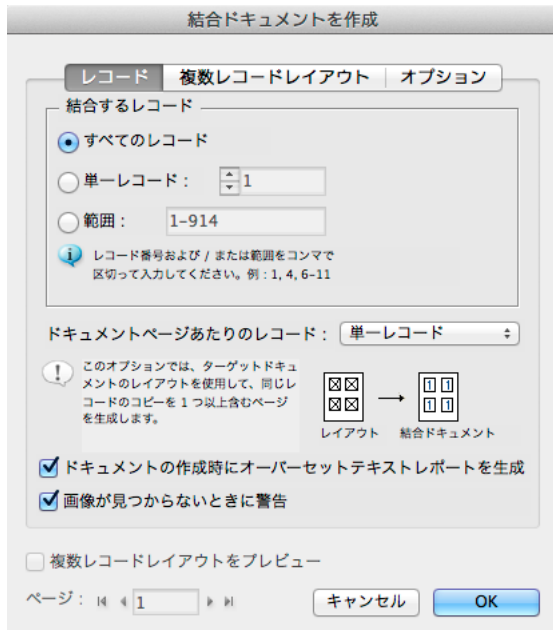 結合ドキュメントを作成
レコード 複数レコードレイアウト オプション
結合するレコード
すべてのレコード
単一レコード： 1
範囲： 1-914
レコード番号および / または範囲をコンマで
区切って入力してください。例 : 1, 4, 6-11
ドキュメントページあたりのレコード： 単一レコード
このオプションでは、ターゲットドキュ
メントのレイアウトを使用して、同じレ
コードのコピーを 1 つ以上含むページ
を生成します。
1 1
1 1
レイアウト 結合ドキュメント
ドキュメントの作成時にオーバーセットテキストレポートを生成
画像が見つからないときに警告
複数レコードレイアウトをプレビュー
ページ： 1 キャンセル OK